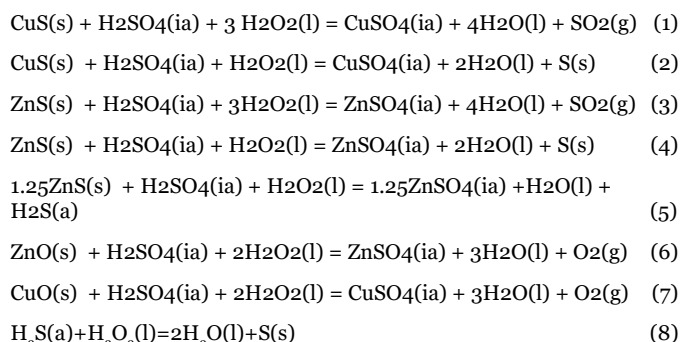 CuS(s) + H2SO4(ia) + 3 H2O2(l) = CuSO4(ia) + 4H2O(l) + SO2(g) (1)
CuS(s) + H2SO4(ia) + H2O2(l) = CuSO4(ia) + 2H2O(l) + S(s) (2)
ZnS(s) + H2SO4(ia) + 3H2O2(l) = ZnSO4(ia) + 4H2O(l) + SO2(g) (3)
ZnS(s) + H2SO4(ia) + H2O2(l) = ZnSO4(ia) + 2H2O(l) + S(s) (4)
1.25ZnS(s) + H2SO4(ia) + H2O2(l) = 1.25ZnSO4(ia) +H2O(l) +
H2S(a) (5)
ZnO(s) + H2SO4(ia) + 2H2O2(l) = ZnSO4(ia) + 3H2O(l) + O2(g) (6)
CuO(s) + H2SO4(ia) + 2H2O2(l) = CuSO4(ia) + 3H2O(l) + O2(g) (7)
H₂S(a)+H₂O₂(l)=2H₂O(l)+S(s) (8)